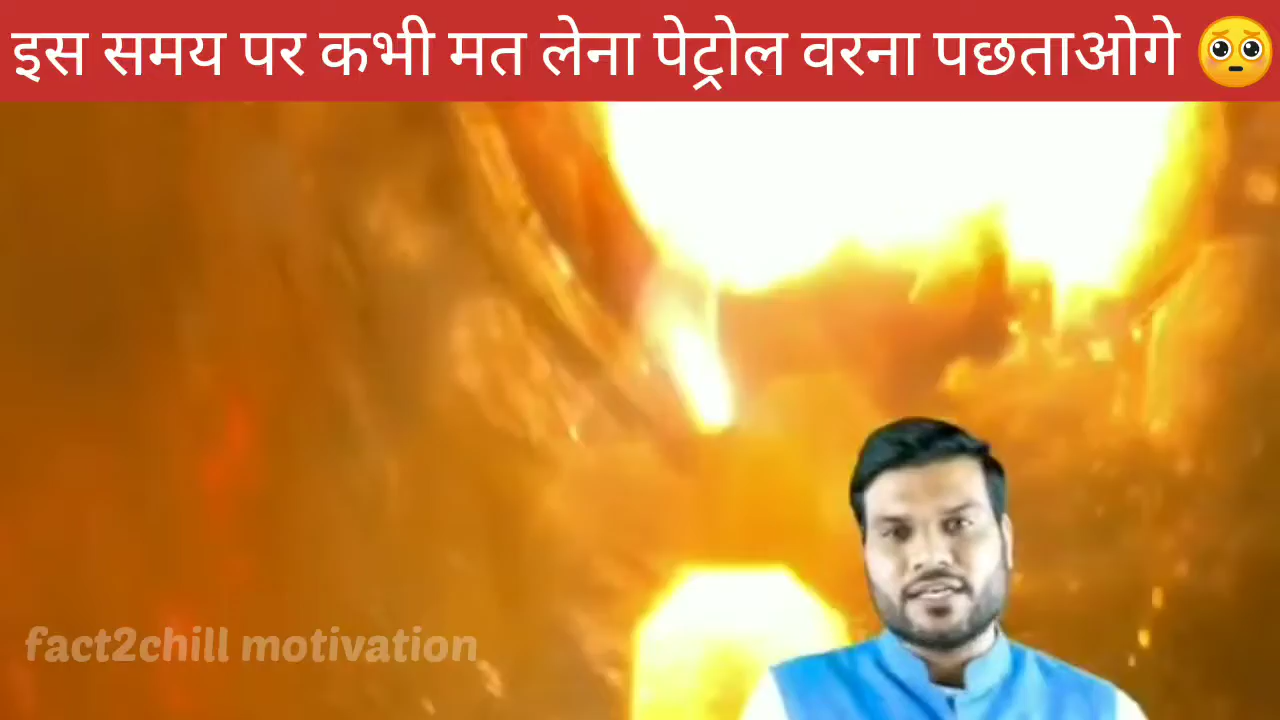 इस समय पर कभी मत लेना पेट्रोल वरना पछताओगे 🥺
fact2chill motivation